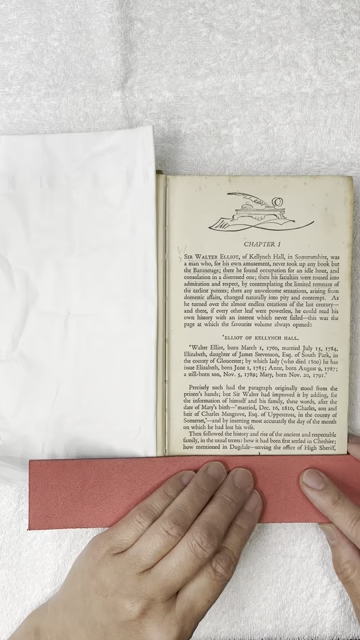 CHAPTER I
SIR WALTER ELLIOT, of Kellynch Hall, in Somersetshire, was
a man who, for his own amusement, never took up any book but
the Baronetage; there he found occupation for an idle hour, and
consolation in a distressed one; there his faculties were roused into
admiration and respect, by contemplating the limited remnant of
the earliest patents; there any unwelcome sensations, arising from
domestic affairs, changed naturally into pity and contempt. As
he turned over the almost endless creations of the last century—
and there, if every other leaf were powerless, he could read his
own history with an interest which never failed—this was the
page at which the favourite volume always opened:
'ELLIOT OF KELLYNCH HALL.
"Walter Elliot, born March 1, 1760, married July 15, 1784,
Elizabeth, daughter of James Stevenson, Esq. of South Park, in
the county of Gloucester; by which lady (who died 1800) he has
issue Elizabeth, born June 1, 1785; Anne, born August 9, 1787;
a still-born son, Nov. 5, 1789; Mary, born Nov. 20, 1791."
Precisely such had the paragraph originally stood from the
printer's hands; but Sir Walter had improved it by adding, for
the information of himself and his family, these words, after the
date of Mary's birth—"married, Dec. 16, 1810, Charles, son and
heir of Charles Musgrove, Esq. of Uppercross, in the county of
Somerset,"—and by inserting most accurately the day of the month
on which he had lost his wife.
Then followed the history and rise of the ancient and respectable
family, in the usual terms: how it had been first settled in Cheshire;
how mentioned in Dugdale—serving the office of High Sheriff,